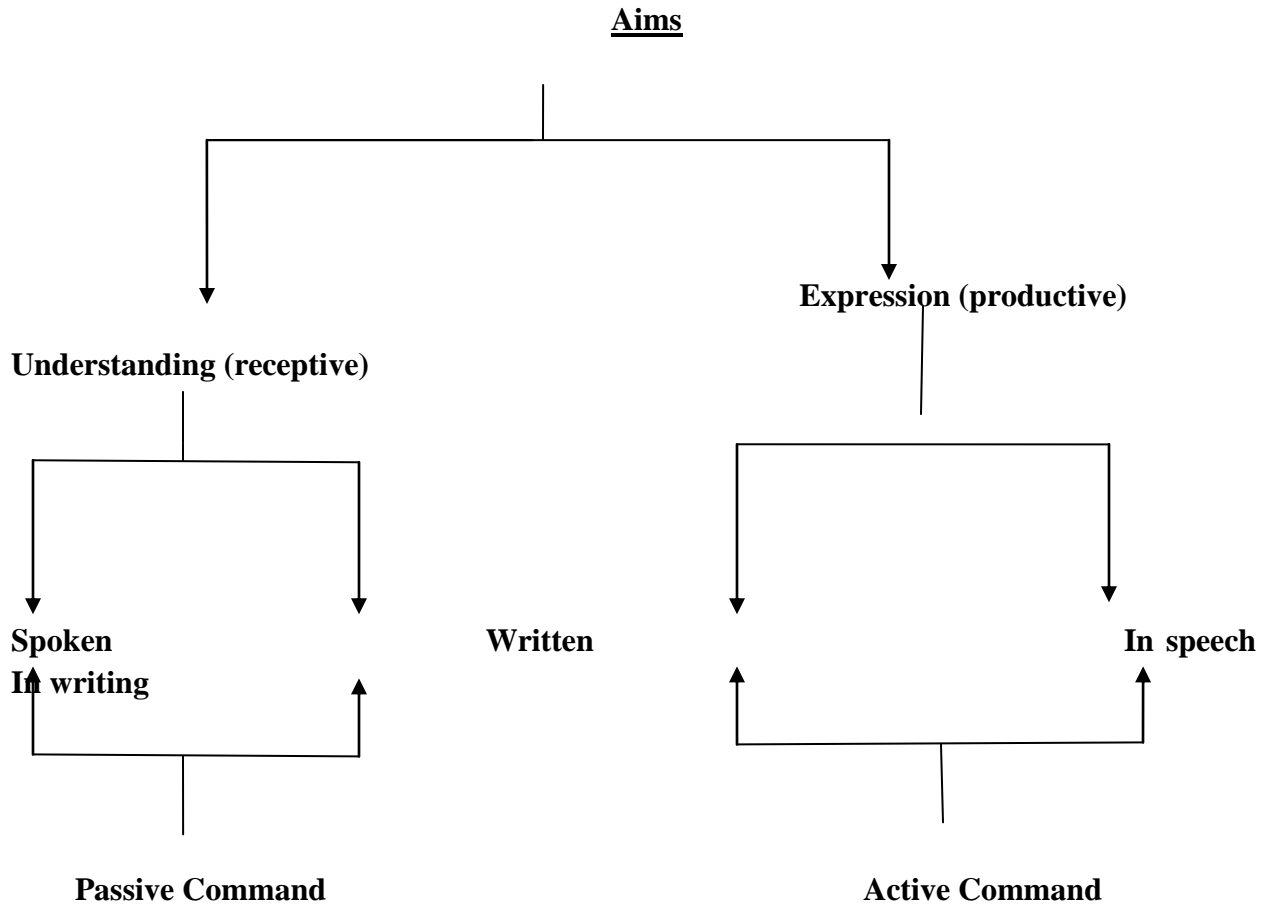 Aims
Expression (productive)
Understanding (receptive)
Spoken Written In speech
In writing
Passive Command Active Command